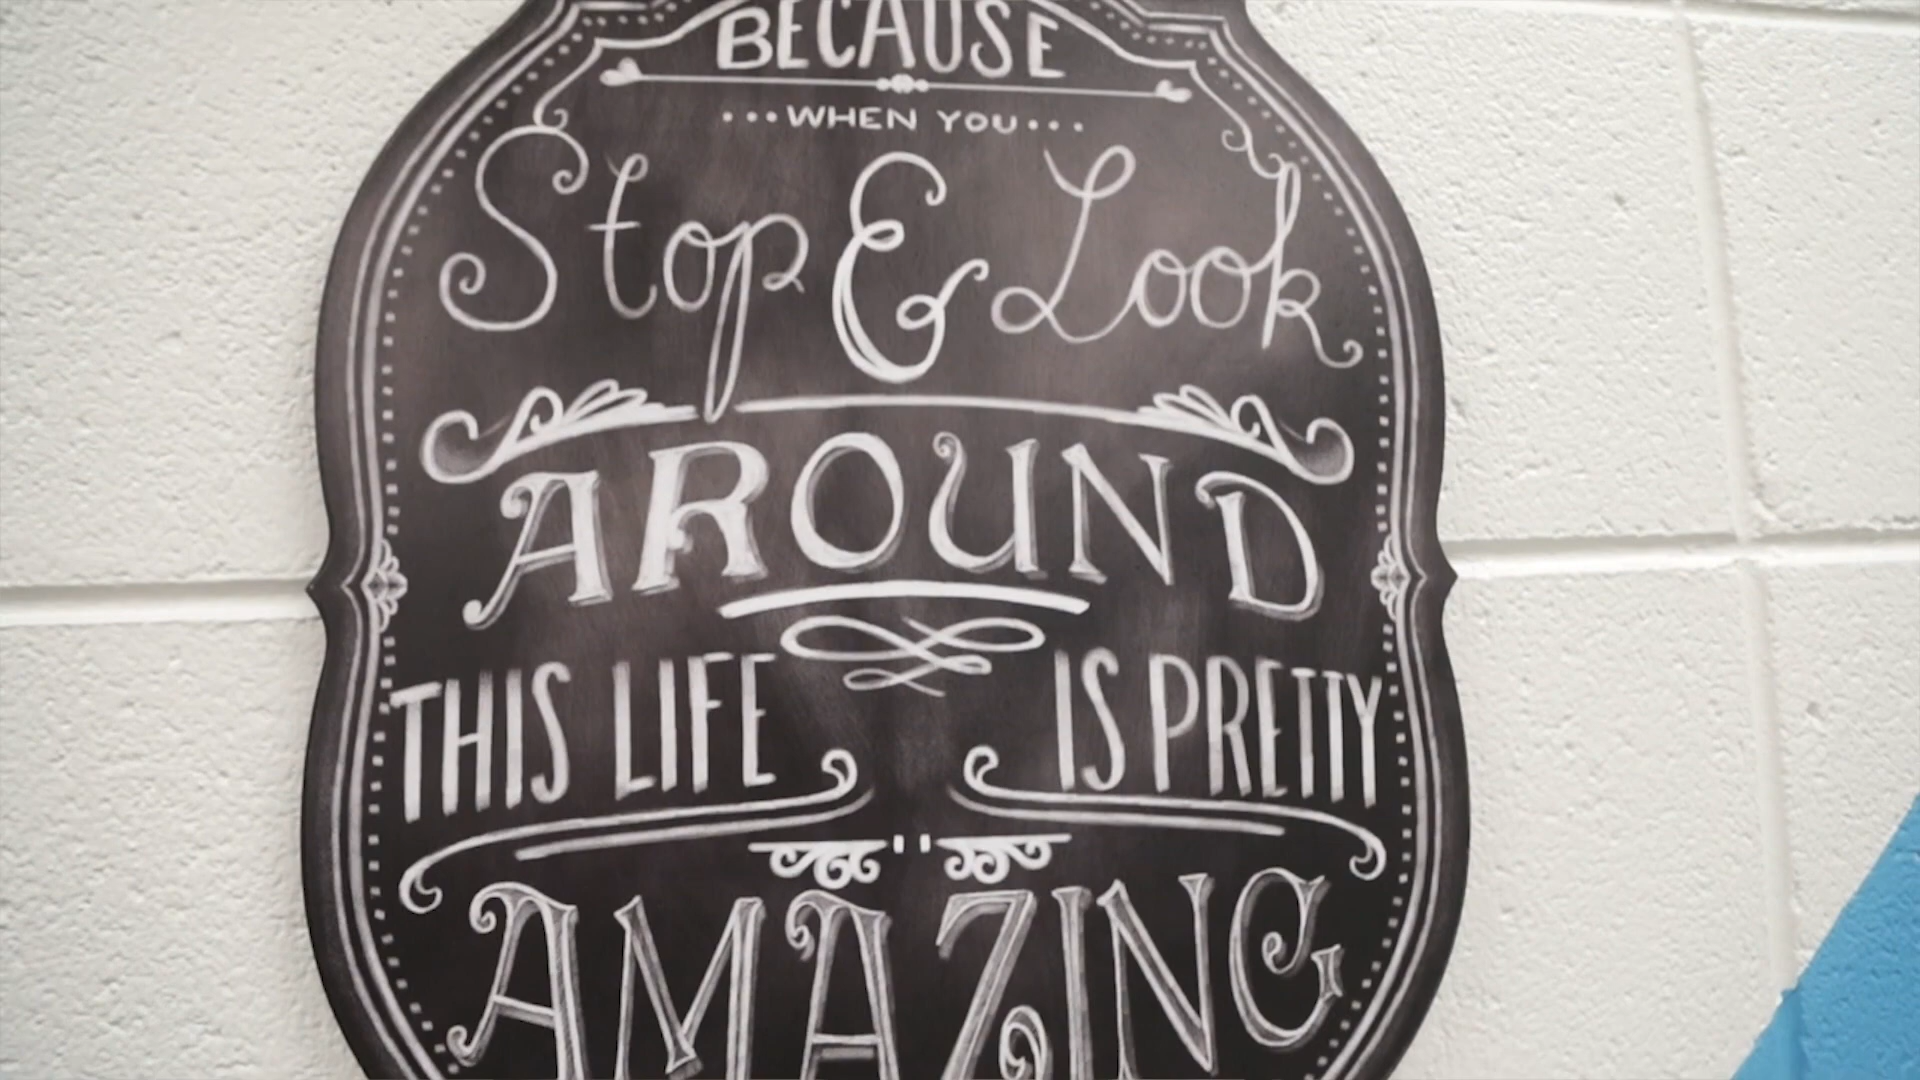 BECAUSE
...WHEN YOU...
Stop & Look
AROUND
THIS LIFE IS PRETTY
AMAZING